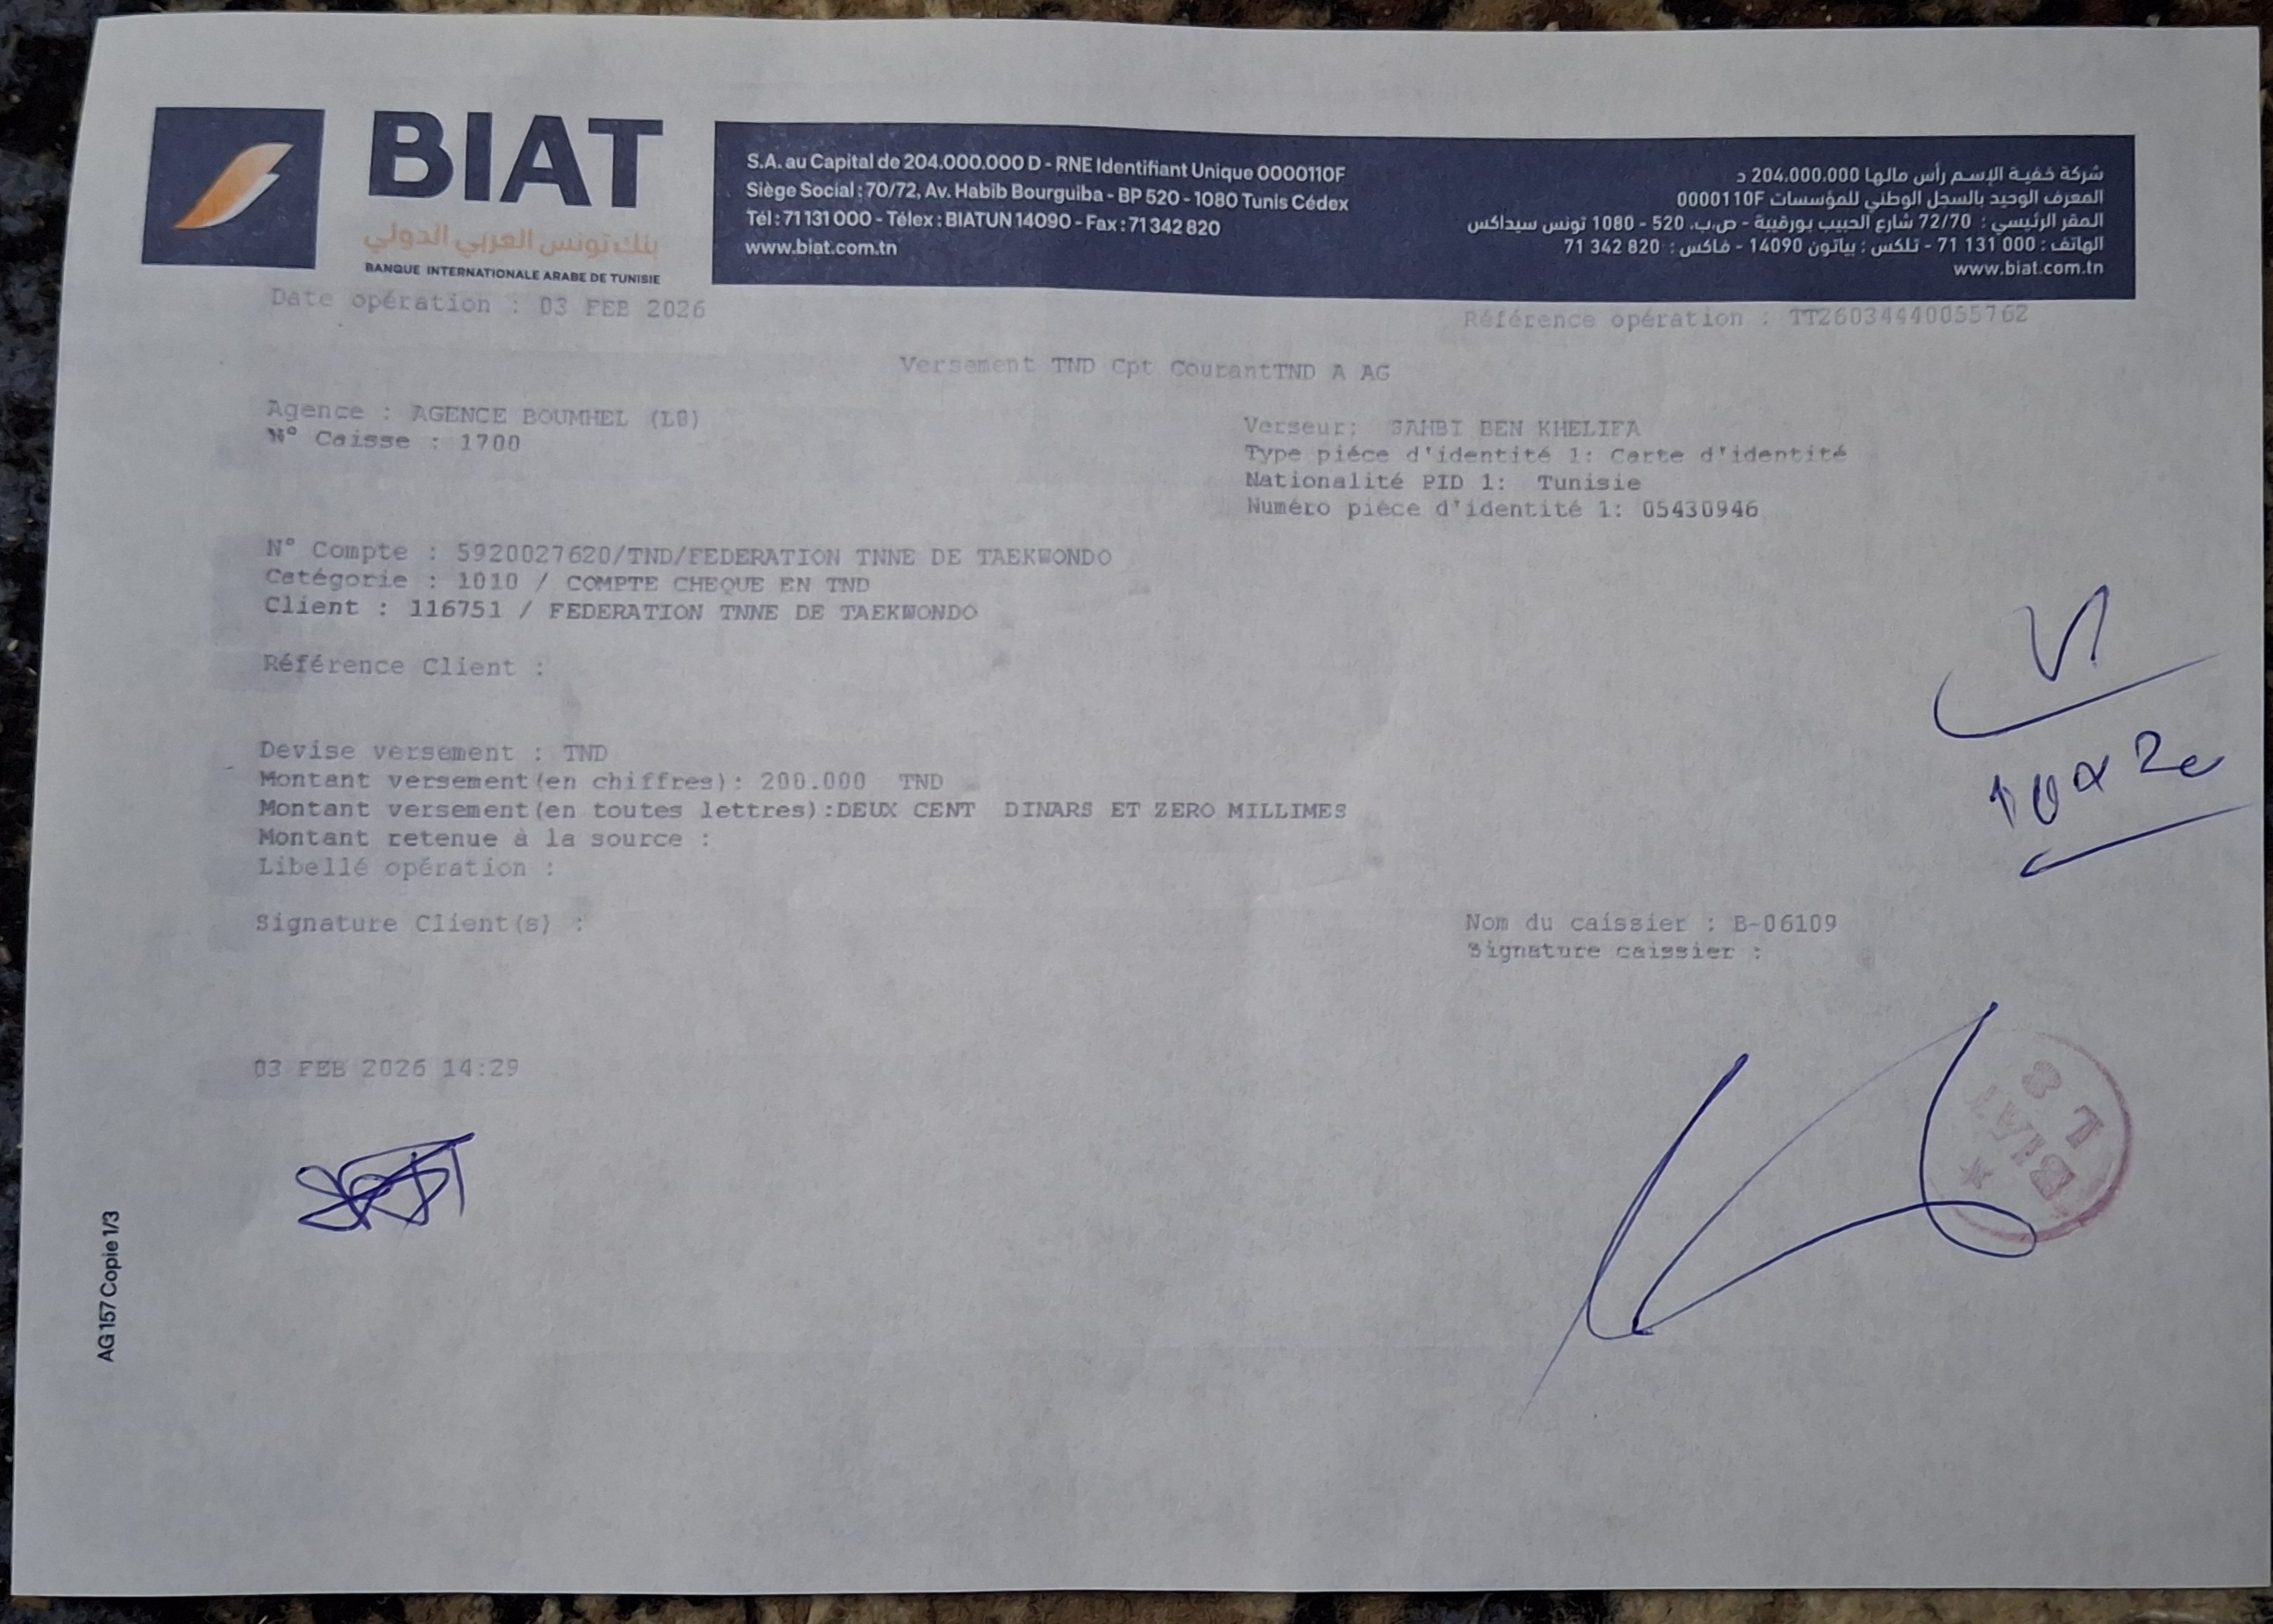 BIAT
بنك تونس العربي الدولي
BANQUE INTERNATIONALE ARABE DE TUNISIE
S.A. au Capital de 204.000.000 D - RNE Identifiant Unique 0000110F
Siège Social : 70/72, Av. Habib Bourguiba - BP 520 - 1080 Tunis Cédex
Tél : 71 131 000 - Télex : BIATUN 14090 - Fax : 71 342 820
www.biat.com.tn
شركة خفية الإسم رأس مالها 204.000.000 د
المعرف الوحيد بالسجل الوطني للمؤسسات 0000110F
المقر الرئيسي : 72/70 شارع الحبيب بورقيبة - ص.ب. 520 - 1080 تونس سيداكس
الهاتف : 000 131 71 - تلكس : بياتون 14090 - فاكس : 820 342 71
www.biat.com.tn
Date opération : 03 FEB 2026
Référence opération : TT26034440055762
Versement TND Cpt CourantTND A AG
Agence : AGENCE BOUMHEL (L8)
N° Caisse : 1700
Verseur: SAHBI BEN KHELIFA
Type piéce d'identité 1: Carte d'identité
Nationalité PID 1: Tunisie
Numéro piéce d'identité 1: 05430946
N° Compte : 5920027620/TND/FEDERATION TNNE DE TAEKWONDO
Catégorie : 1010 / COMPTE CHEQUE EN TND
Client : 116751 / FEDERATION TNNE DE TAEKWONDO
Référence Client :
Devise versement : TND
Montant versement(en chiffres): 200.000 TND
Montant versement(en toutes lettres):DEUX CENT DINARS ET ZERO MILLIMES
Montant retenue à la source :
Libellé opération :
Signature Client(s) :
Nom du caissier : B-06109
Signature caissier :
03 FEB 2026 14:29
BIAT
L 8
AG 157 Copie 1/3